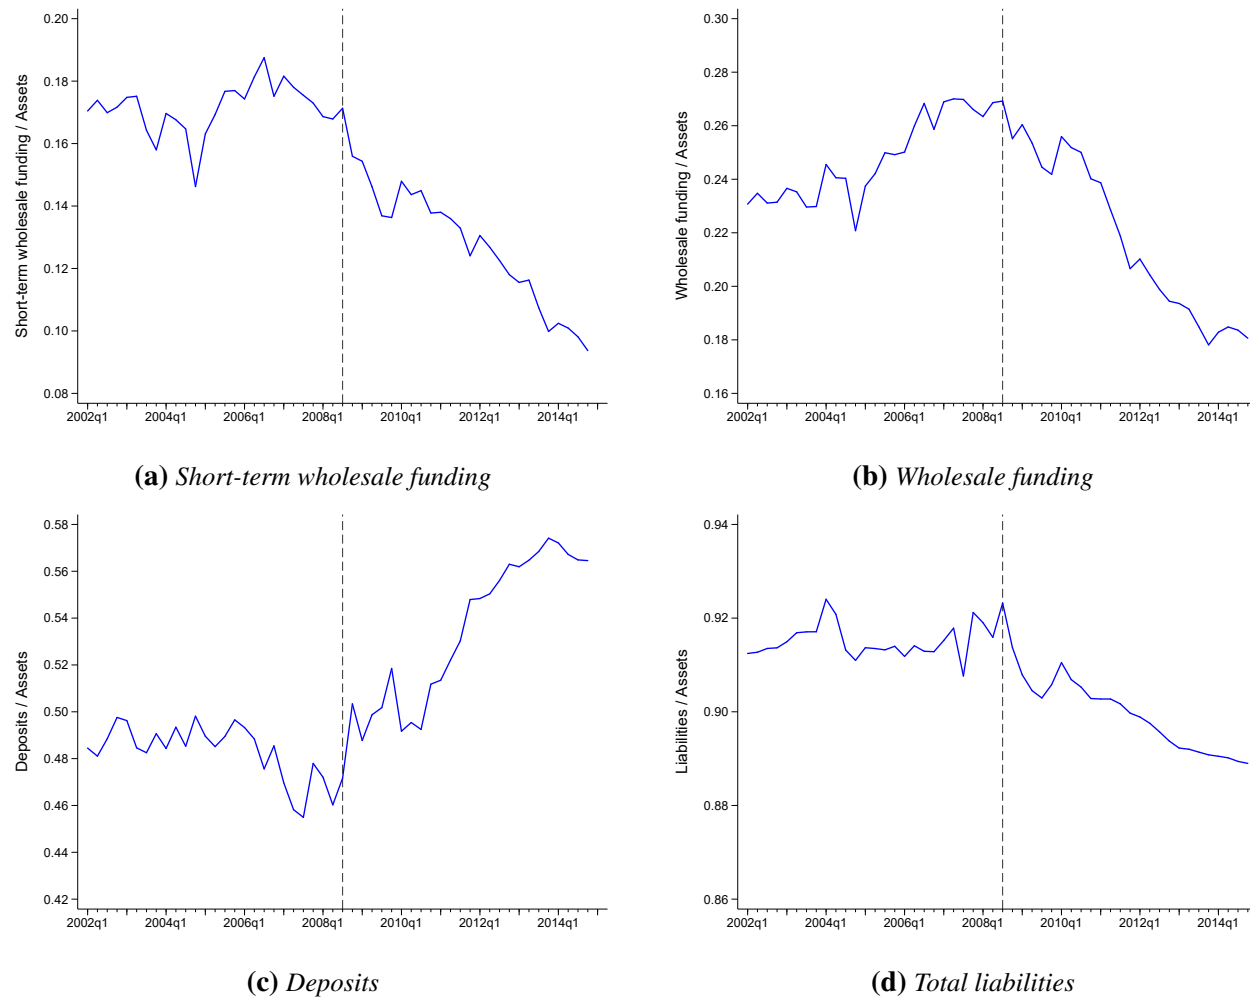 Short-term wholesale funding / Assets
0.20
0.18
0.16
0.14
0.12
0.10
0.08
2002q1 2004q1 2006q1 2008q1 2010q1 2012q1 2014q1
(a) Short-term wholesale funding
Wholesale funding / Assets
0.30
0.28
0.26
0.24
0.22
0.20
0.18
0.16
2002q1 2004q1 2006q1 2008q1 2010q1 2012q1 2014q1
(b) Wholesale funding
Deposits / Assets
0.58
0.56
0.54
0.52
0.50
0.48
0.46
0.44
0.42
2002q1 2004q1 2006q1 2008q1 2010q1 2012q1 2014q1
(c) Deposits
Liabilities / Assets
0.94
0.92
0.90
0.88
0.86
2002q1 2004q1 2006q1 2008q1 2010q1 2012q1 2014q1
(d) Total liabilities